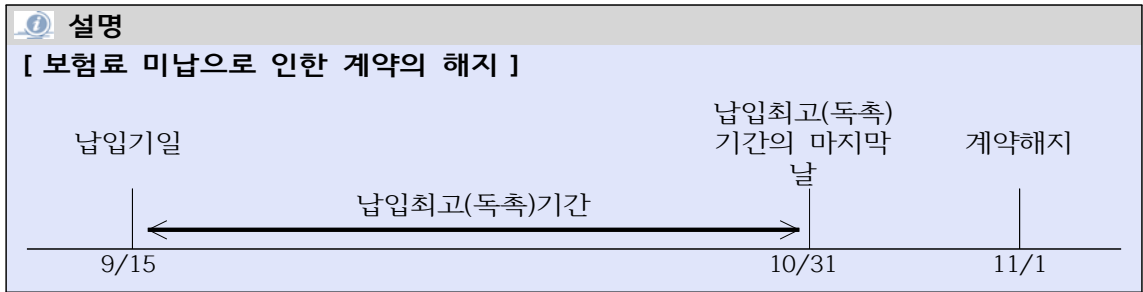 설명
[ 보험료 미납으로 인한 계약의 해지 ]
납입기일
납입최고(독촉)
기간의 마지막
날
계약해지
납입최고(독촉)기간
9/15
10/31
11/1